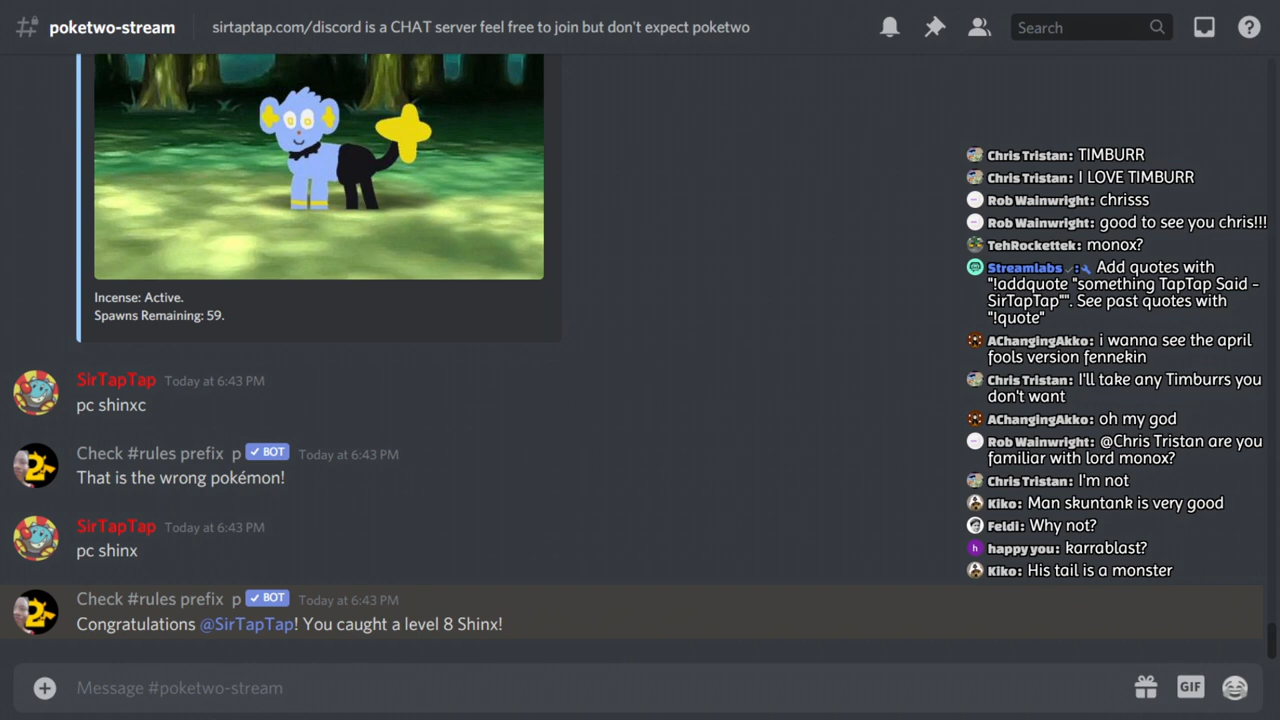 poketwo-stream
sirtaptap.com/discord is a CHAT server feel free to join but don't expect poketwo
Search
Incense: Active.
Spawns Remaining: 59.
SirTapTap Today at 6:43 PM
pc shinxc
Check #rules prefix p BOT Today at 6:43 PM
That is the wrong pokémon!
SirTapTap Today at 6:43 PM
pc shinx
Check #rules prefix p BOT Today at 6:43 PM
Congratulations @SirTapTap! You caught a level 8 Shinx!
Message #poketwo-stream
GIF
Chris Tristan: TIMBURR
Chris Tristan: I LOVE TIMBURR
Rob Wainwright: chrisss
Rob Wainwright: good to see you chris!!!
TehRockettek: monox?
Streamlabs : Add quotes with
"!addquote "something TapTap Said -
SirTapTap"". See past quotes with
"!quote"
AChangingAkko: i wanna see the april
fools version fennekin
Chris Tristan: I'll take any Timburrs you
don't want
AChangingAkko: oh my god
Rob Wainwright: @Chris Tristan are you
familiar with lord monox?
Chris Tristan: I'm not
Kiko: Man skuntank is very good
Feldi: Why not?
h happy you: karrablast?
Kiko: His tail is a monster